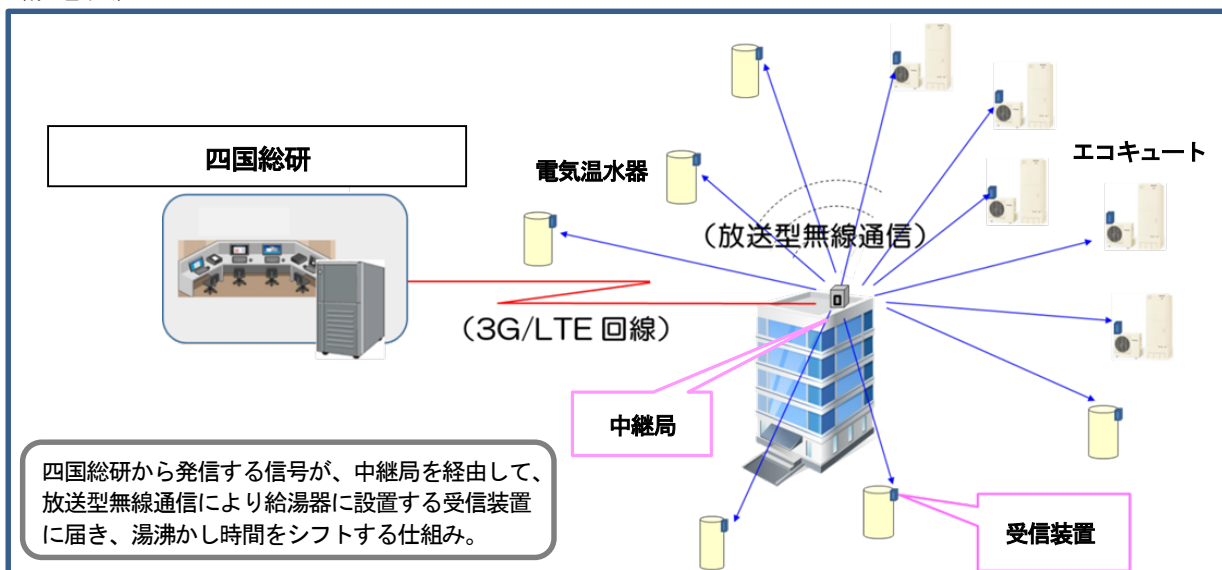 四国総研
電気温水器
エコキュート
（放送型無線通信）
（3G/LTE 回線）
中継局
四国総研から発信する信号が、中継局を経由して、
放送型無線通信により給湯器に設置する受信装置
に届き、湯沸かし時間をシフトする仕組み。
受信装置